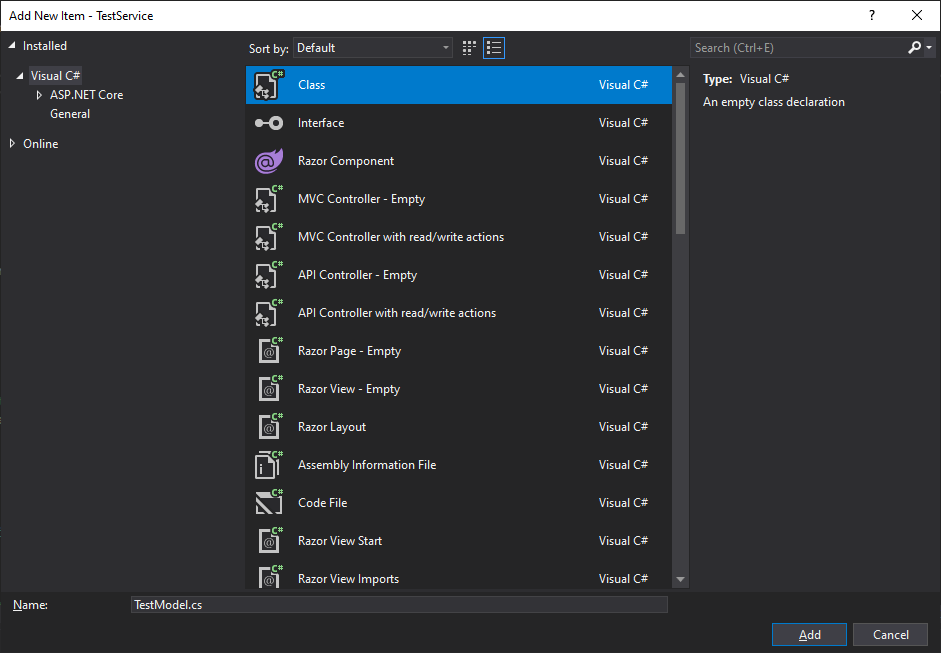 Add New Item - TestService
?
Installed
Visual C#
ASP.NET Core
General
Online
Sort by: Default
Search (Ctrl+E)
C# Class Visual C#
Interface Visual C#
@ Razor Component Visual C#
C# MVC Controller - Empty Visual C#
C# MVC Controller with read/write actions Visual C#
C# API Controller - Empty Visual C#
C# API Controller with read/write actions Visual C#
C# @ Razor Page - Empty Visual C#
C# @ Razor View - Empty Visual C#
C# @ Razor Layout Visual C#
C# i Assembly Information File Visual C#
C# Code File Visual C#
C# @ Razor View Start Visual C#
C# @ Razor View Imports Visual C#
Type: Visual C#
An empty class declaration
Name: TestModel.cs
Add Cancel